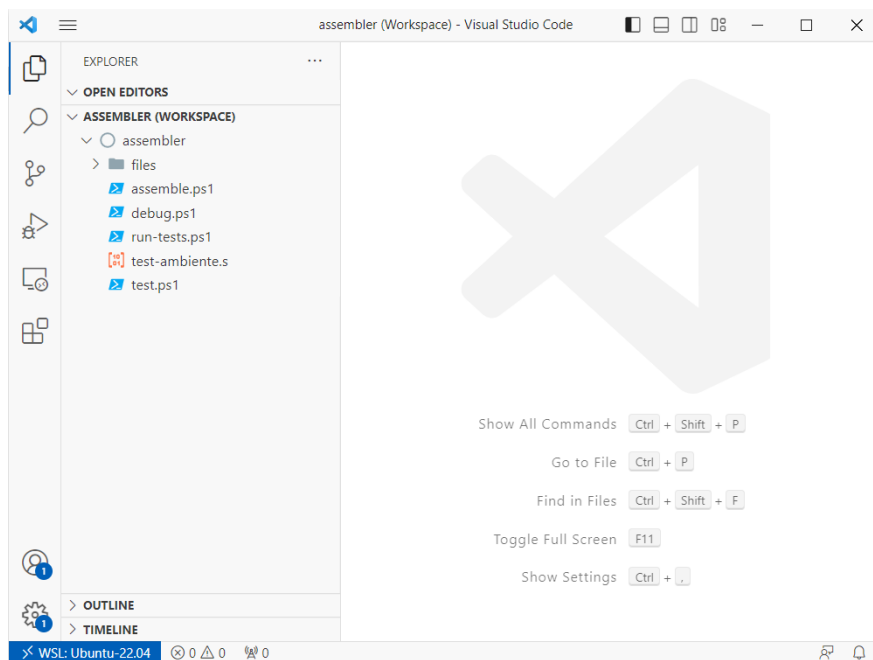 assembler (Workspace) - Visual Studio Code
EXPLORER
OPEN EDITORS
ASSEMBLER (WORKSPACE)
assembler
files
assemble.ps1
debug.ps1
run-tests.ps1
test-ambiente.s
test.ps1
Show All Commands Ctrl + Shift + P
Go to File Ctrl + P
Find in Files Ctrl + Shift + F
Toggle Full Screen F11
Show Settings Ctrl + ,
1
1
OUTLINE
TIMELINE
WSL: Ubuntu-22.04 0 0 0